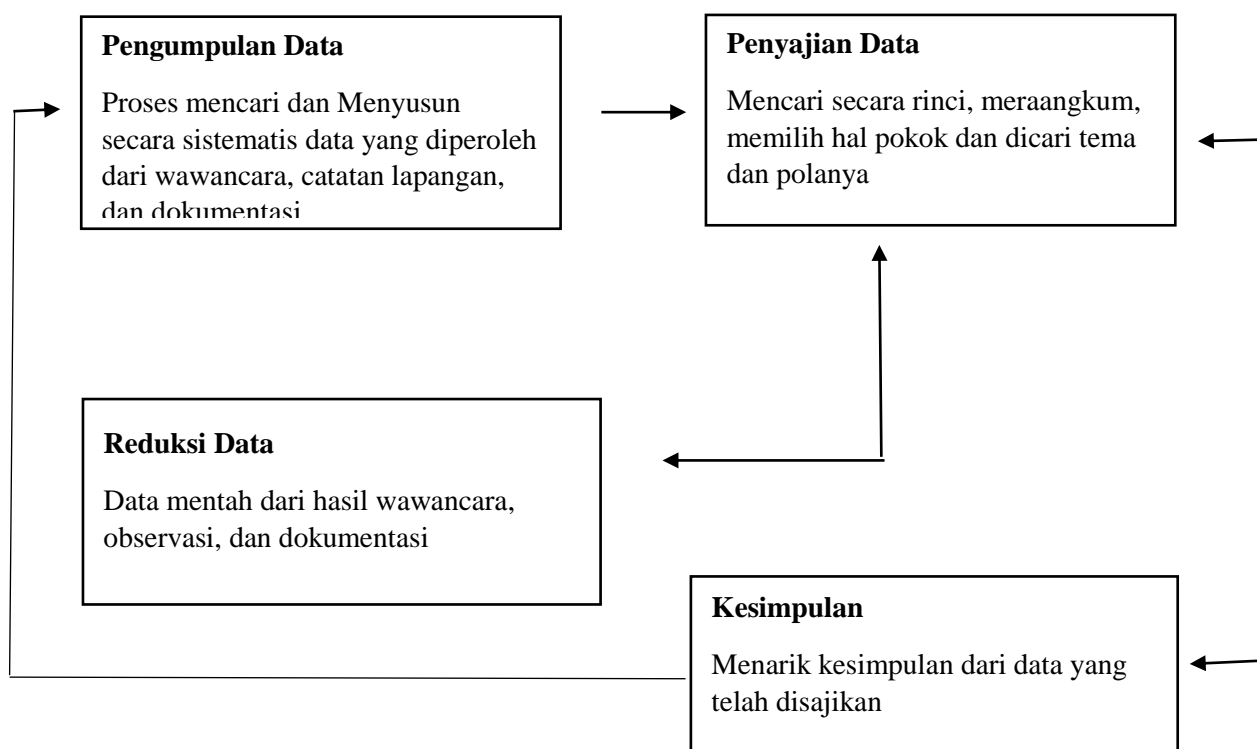 Pengumpulan Data
Proses mencari dan Menyusun
secara sistematis data yang diperoleh
dari wawancara, catatan lapangan,
dan dokumentasi
Penyajian Data
Mencari secara rinci, meraangkum,
memilih hal pokok dan dicari tema
dan polanya
Reduksi Data
Data mentah dari hasil wawancara,
observasi, dan dokumentasi
Kesimpulan
Menarik kesimpulan dari data yang
telah disajikan